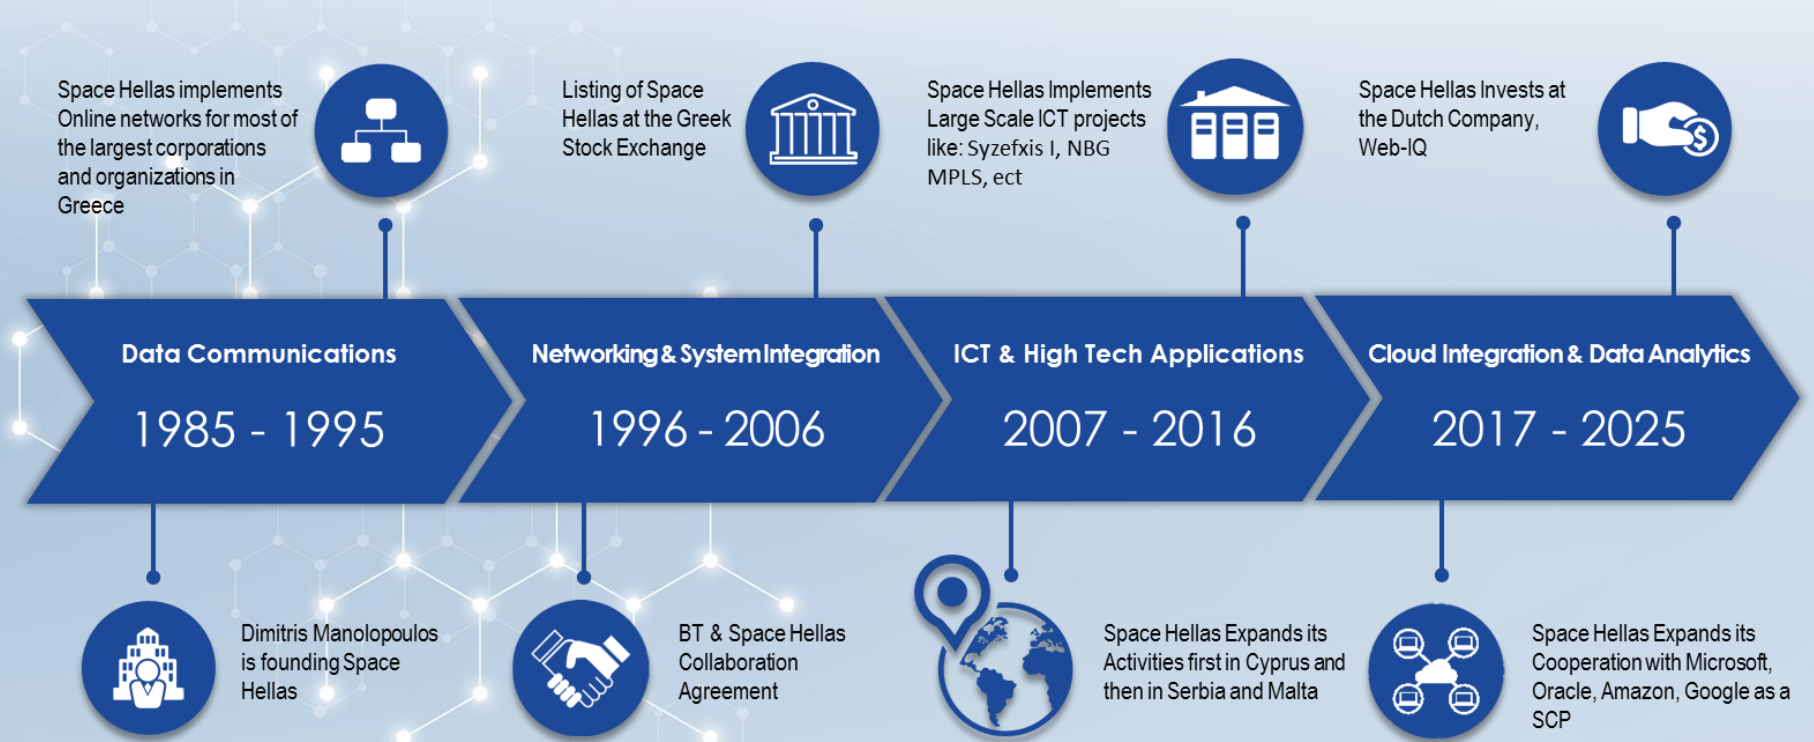 Space Hellas implements
Online networks for most of
the largest corporations
and organizations in
Greece
Listing of Space
Hellas at the Greek
Stock Exchange
Space Hellas Implements
Large Scale ICT projects
like: Syzefxis I, NBG
MPLS, ect
Space Hellas Invests at
the Dutch Company,
Web-IQ
$
Data Communications
1985 - 1995
Networking & System Integration
1996 - 2006
ICT & High Tech Applications
2007 - 2016
Cloud Integration & Data Analytics
2017 - 2025
Dimitris Manolopoulos
is founding Space
Hellas
BT & Space Hellas
Collaboration
Agreement
Space Hellas Expands its
Activities first in Cyprus and
then in Serbia and Malta
Space Hellas Expands its
Cooperation with Microsoft,
Oracle, Amazon, Google as a
SCP